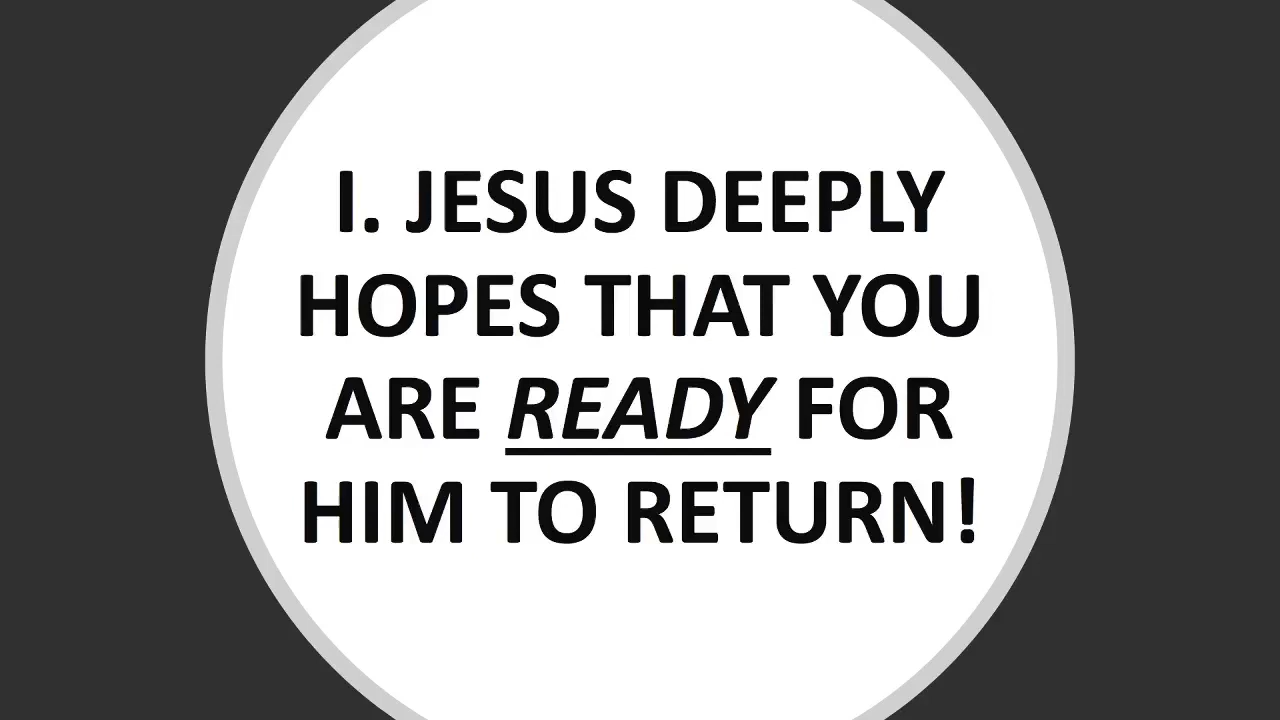 I. JESUS DEEPLY
HOPES THAT YOU
ARE READY FOR
HIM TO RETURN!